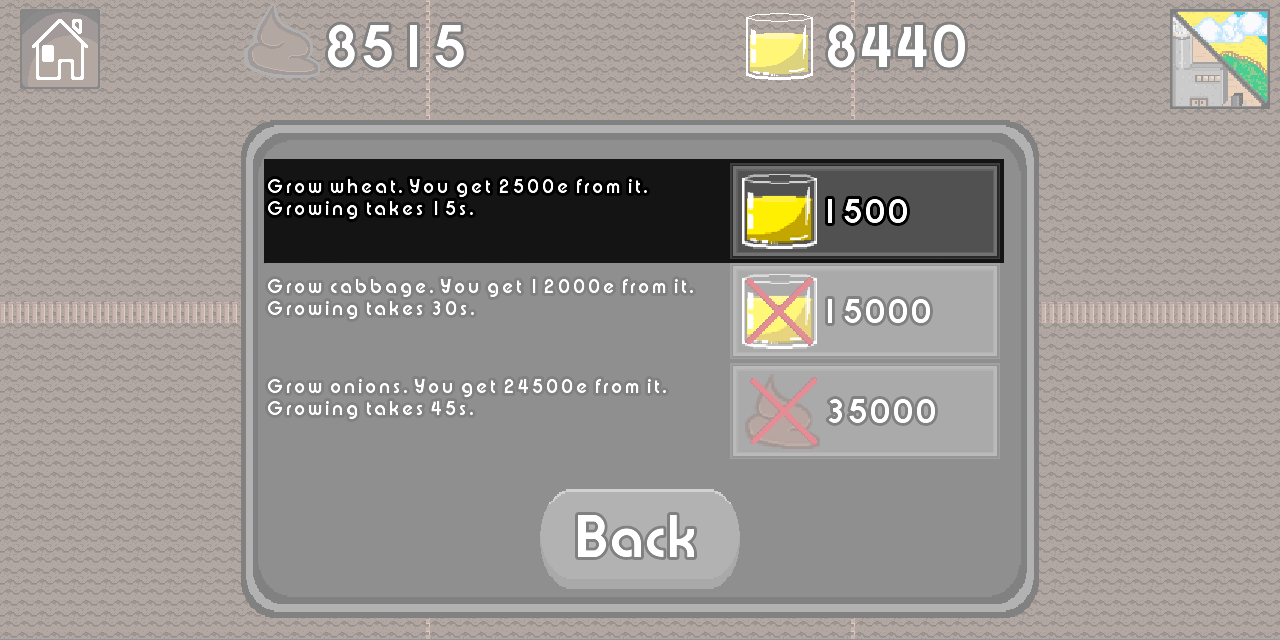 8515
8440
Grow wheat. You get 2500e from it.
Growing takes 15s.
1500
Grow cabbage. You get 12000e from it.
Growing takes 30s.
15000
Grow onions. You get 24500e from it.
Growing takes 45s.
35000
Back